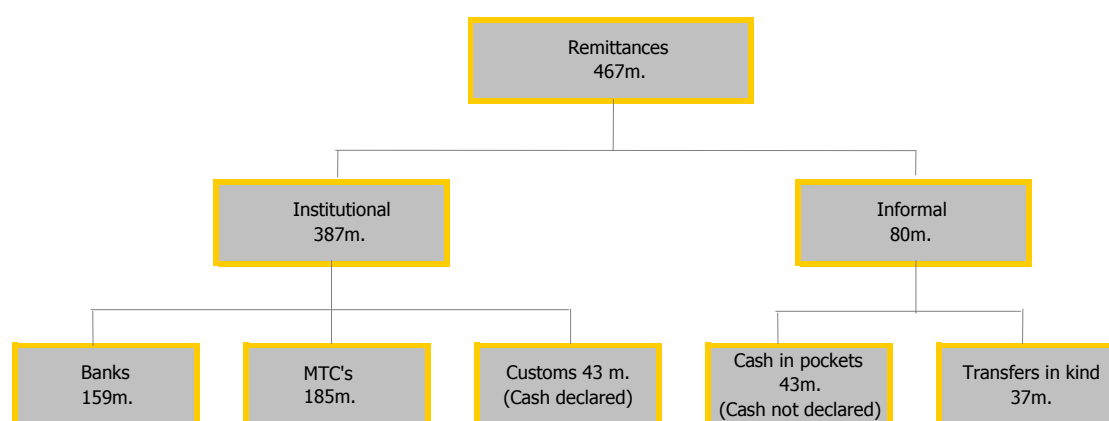 Remittances
467m.
Institutional
387m.
Informal
80m.
Banks
159m.
MTC's
185m.
Customs 43 m.
(Cash declared)
Cash in pockets
43m.
(Cash not declared)
Transfers in kind
37m.